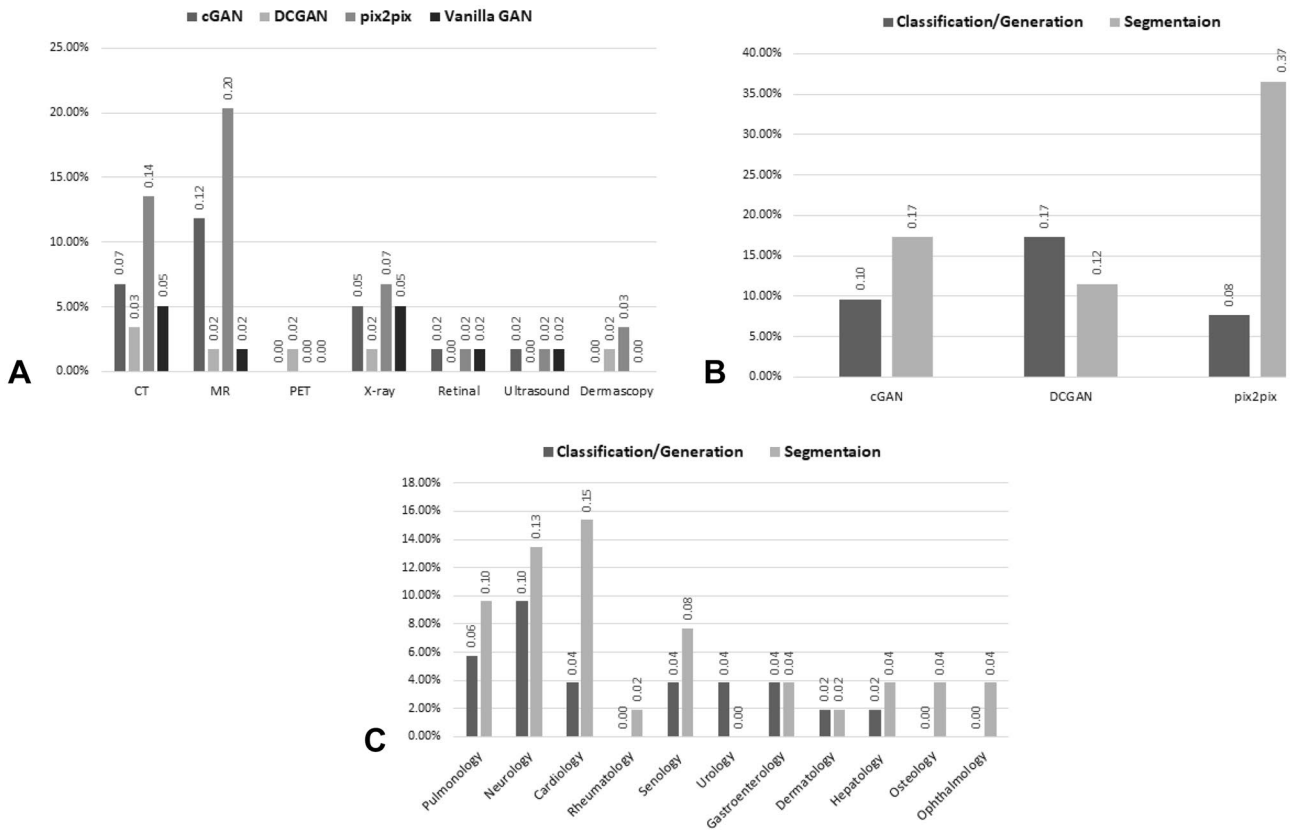 cGAN DCGAN pix2pix Vanilla GAN
25.00%
20.00%
15.00%
10.00%
5.00%
0.00%
0.07 0.03 0.14 0.05
0.12 0.02 0.20 0.02
0.00 0.02 0.00 0.00
0.05 0.02 0.07 0.05
0.02 0.00 0.02 0.02
0.02 0.00 0.02 0.02
0.00 0.02 0.03 0.00
CT MR PET X-ray Retinal Ultrasound Dermascopy
A
Classification/Generation Segmentaion
40.00%
35.00%
30.00%
25.00%
20.00%
15.00%
10.00%
5.00%
0.00%
0.10 0.17
0.17 0.12
0.08 0.37
cGAN DCGAN pix2pix
B
Classification/Generation Segmentaion
18.00%
16.00%
14.00%
12.00%
10.00%
8.00%
6.00%
4.00%
2.00%
0.00%
0.06 0.10
0.10 0.13
0.04 0.15
0.00 0.02
0.04 0.08
0.04 0.00
0.04 0.04
0.02 0.02
0.02 0.04
0.00 0.04
0.00 0.04
Pulmonology
Neurology
Cardiology
Rheumatology
Senology
Urology
Gastroenterology
Dermatology
Hepatology
Osteology
Ophthalmology
C